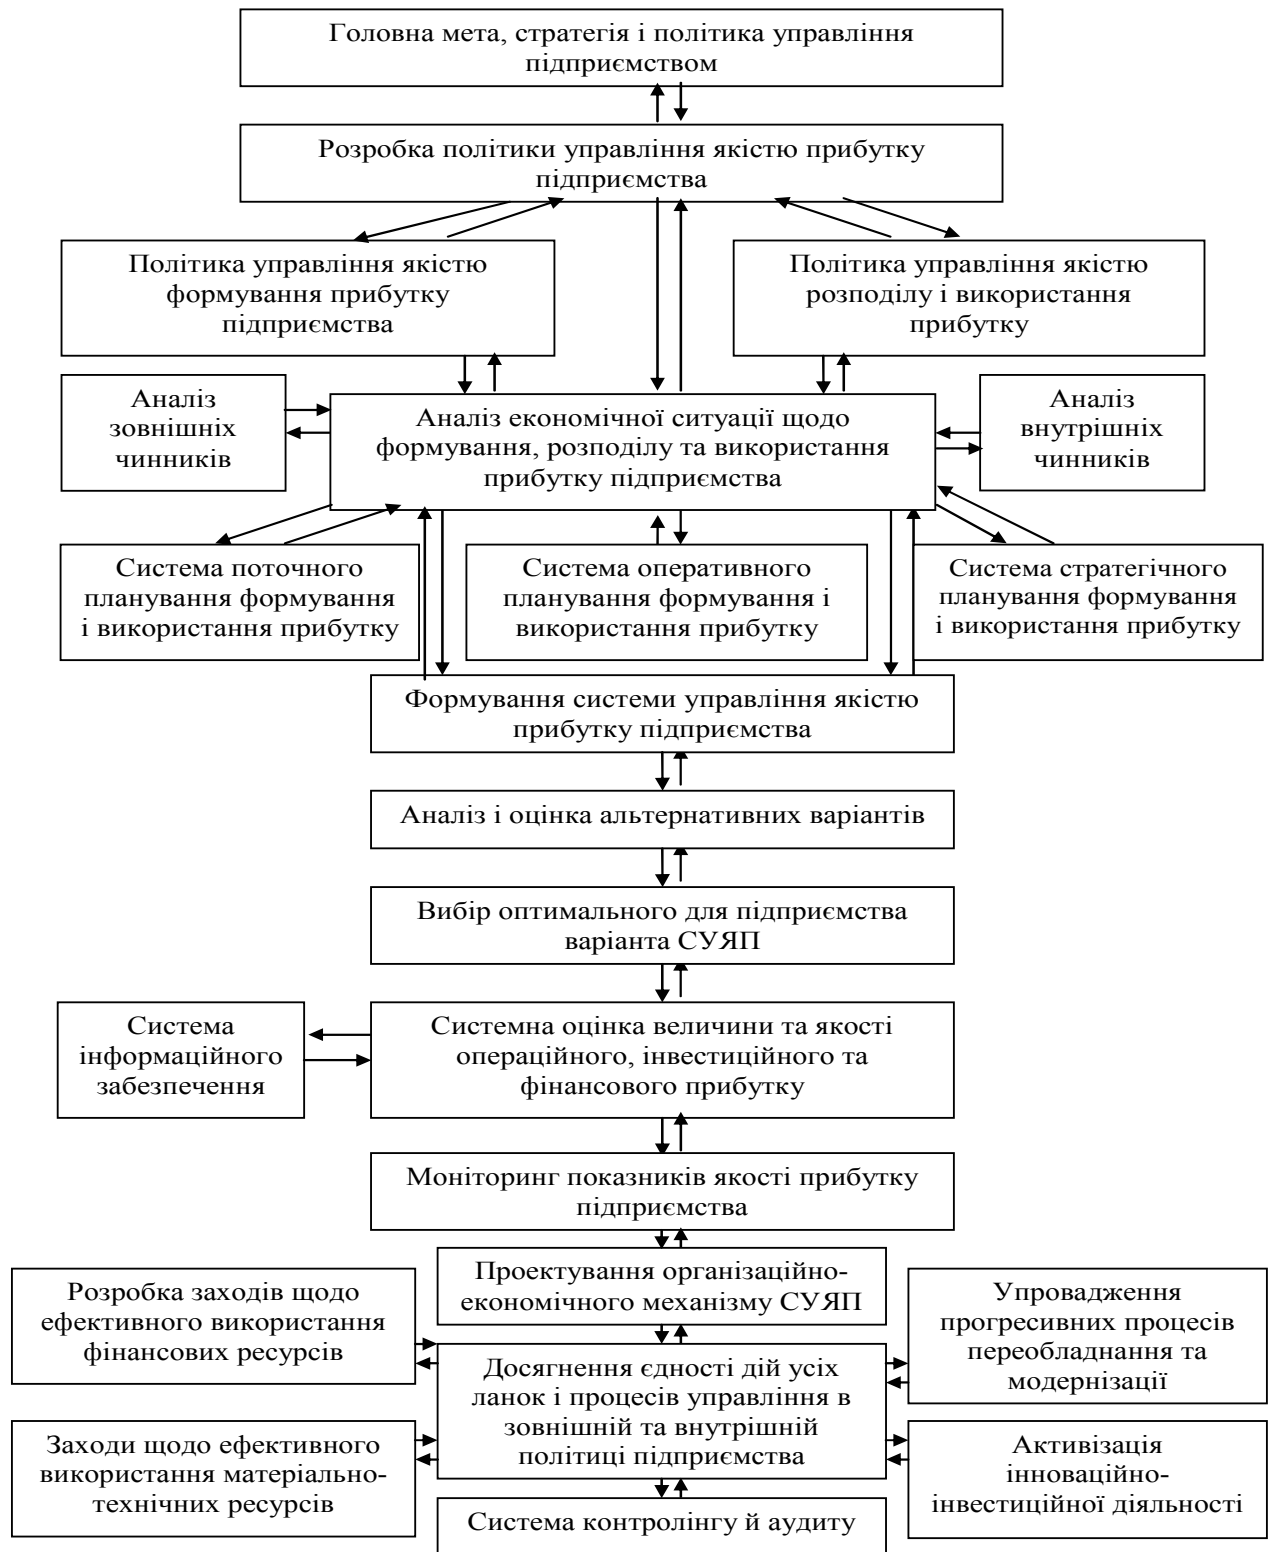 Головна мета, стратегія і політика управління
підприємством
Розробка політики управління якістю прибутку
підприємства
Політика управління якістю
формування прибутку
підприємства
Політика управління якістю
розподілу і використання
прибутку
Аналіз
зовнішніх
чинників
Аналіз економічної ситуації щодо
формування, розподілу та використання
прибутку підприємства
Аналіз
внутрішніх
чинників
Система поточного
планування формування
і використання прибутку
Система оперативного
планування формування і
використання прибутку
Система стратегічного
планування формування
і використання прибутку
Формування системи управління якістю
прибутку підприємства
Аналіз і оцінка альтернативних варіантів
Вибір оптимального для підприємства
варіанта СУЯП
Система
інформаційного
забезпечення
Системна оцінка величини та якості
операційного, інвестиційного та
фінансового прибутку
Моніторинг показників якості прибутку
підприємства
Проектування організаційно-
економічного механізму СУЯП
Розробка заходів щодо
ефективного використання
фінансових ресурсів
Упровадження
прогресивних процесів
переобладнання та
модернізації
Досягнення єдності дій усіх
ланок і процесів управління в
зовнішній та внутрішній
політиці підприємства
Заходи щодо ефективного
використання матеріально-
технічних ресурсів
Активізація
інноваційно-
інвестиційної діяльності
Система контролінгу й аудиту